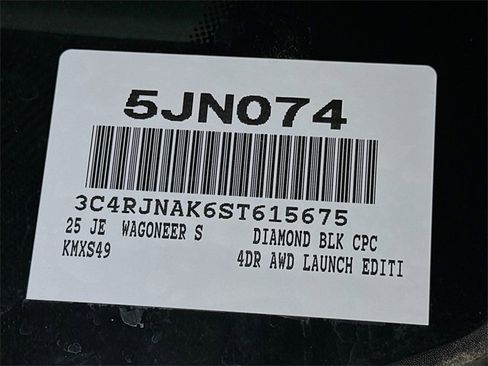 5JN074
3C4RJNAK6ST615675
25 JE WAGONEER S DIAMOND BLK CPC
KMXS49 4DR AWD LAUNCH EDITI